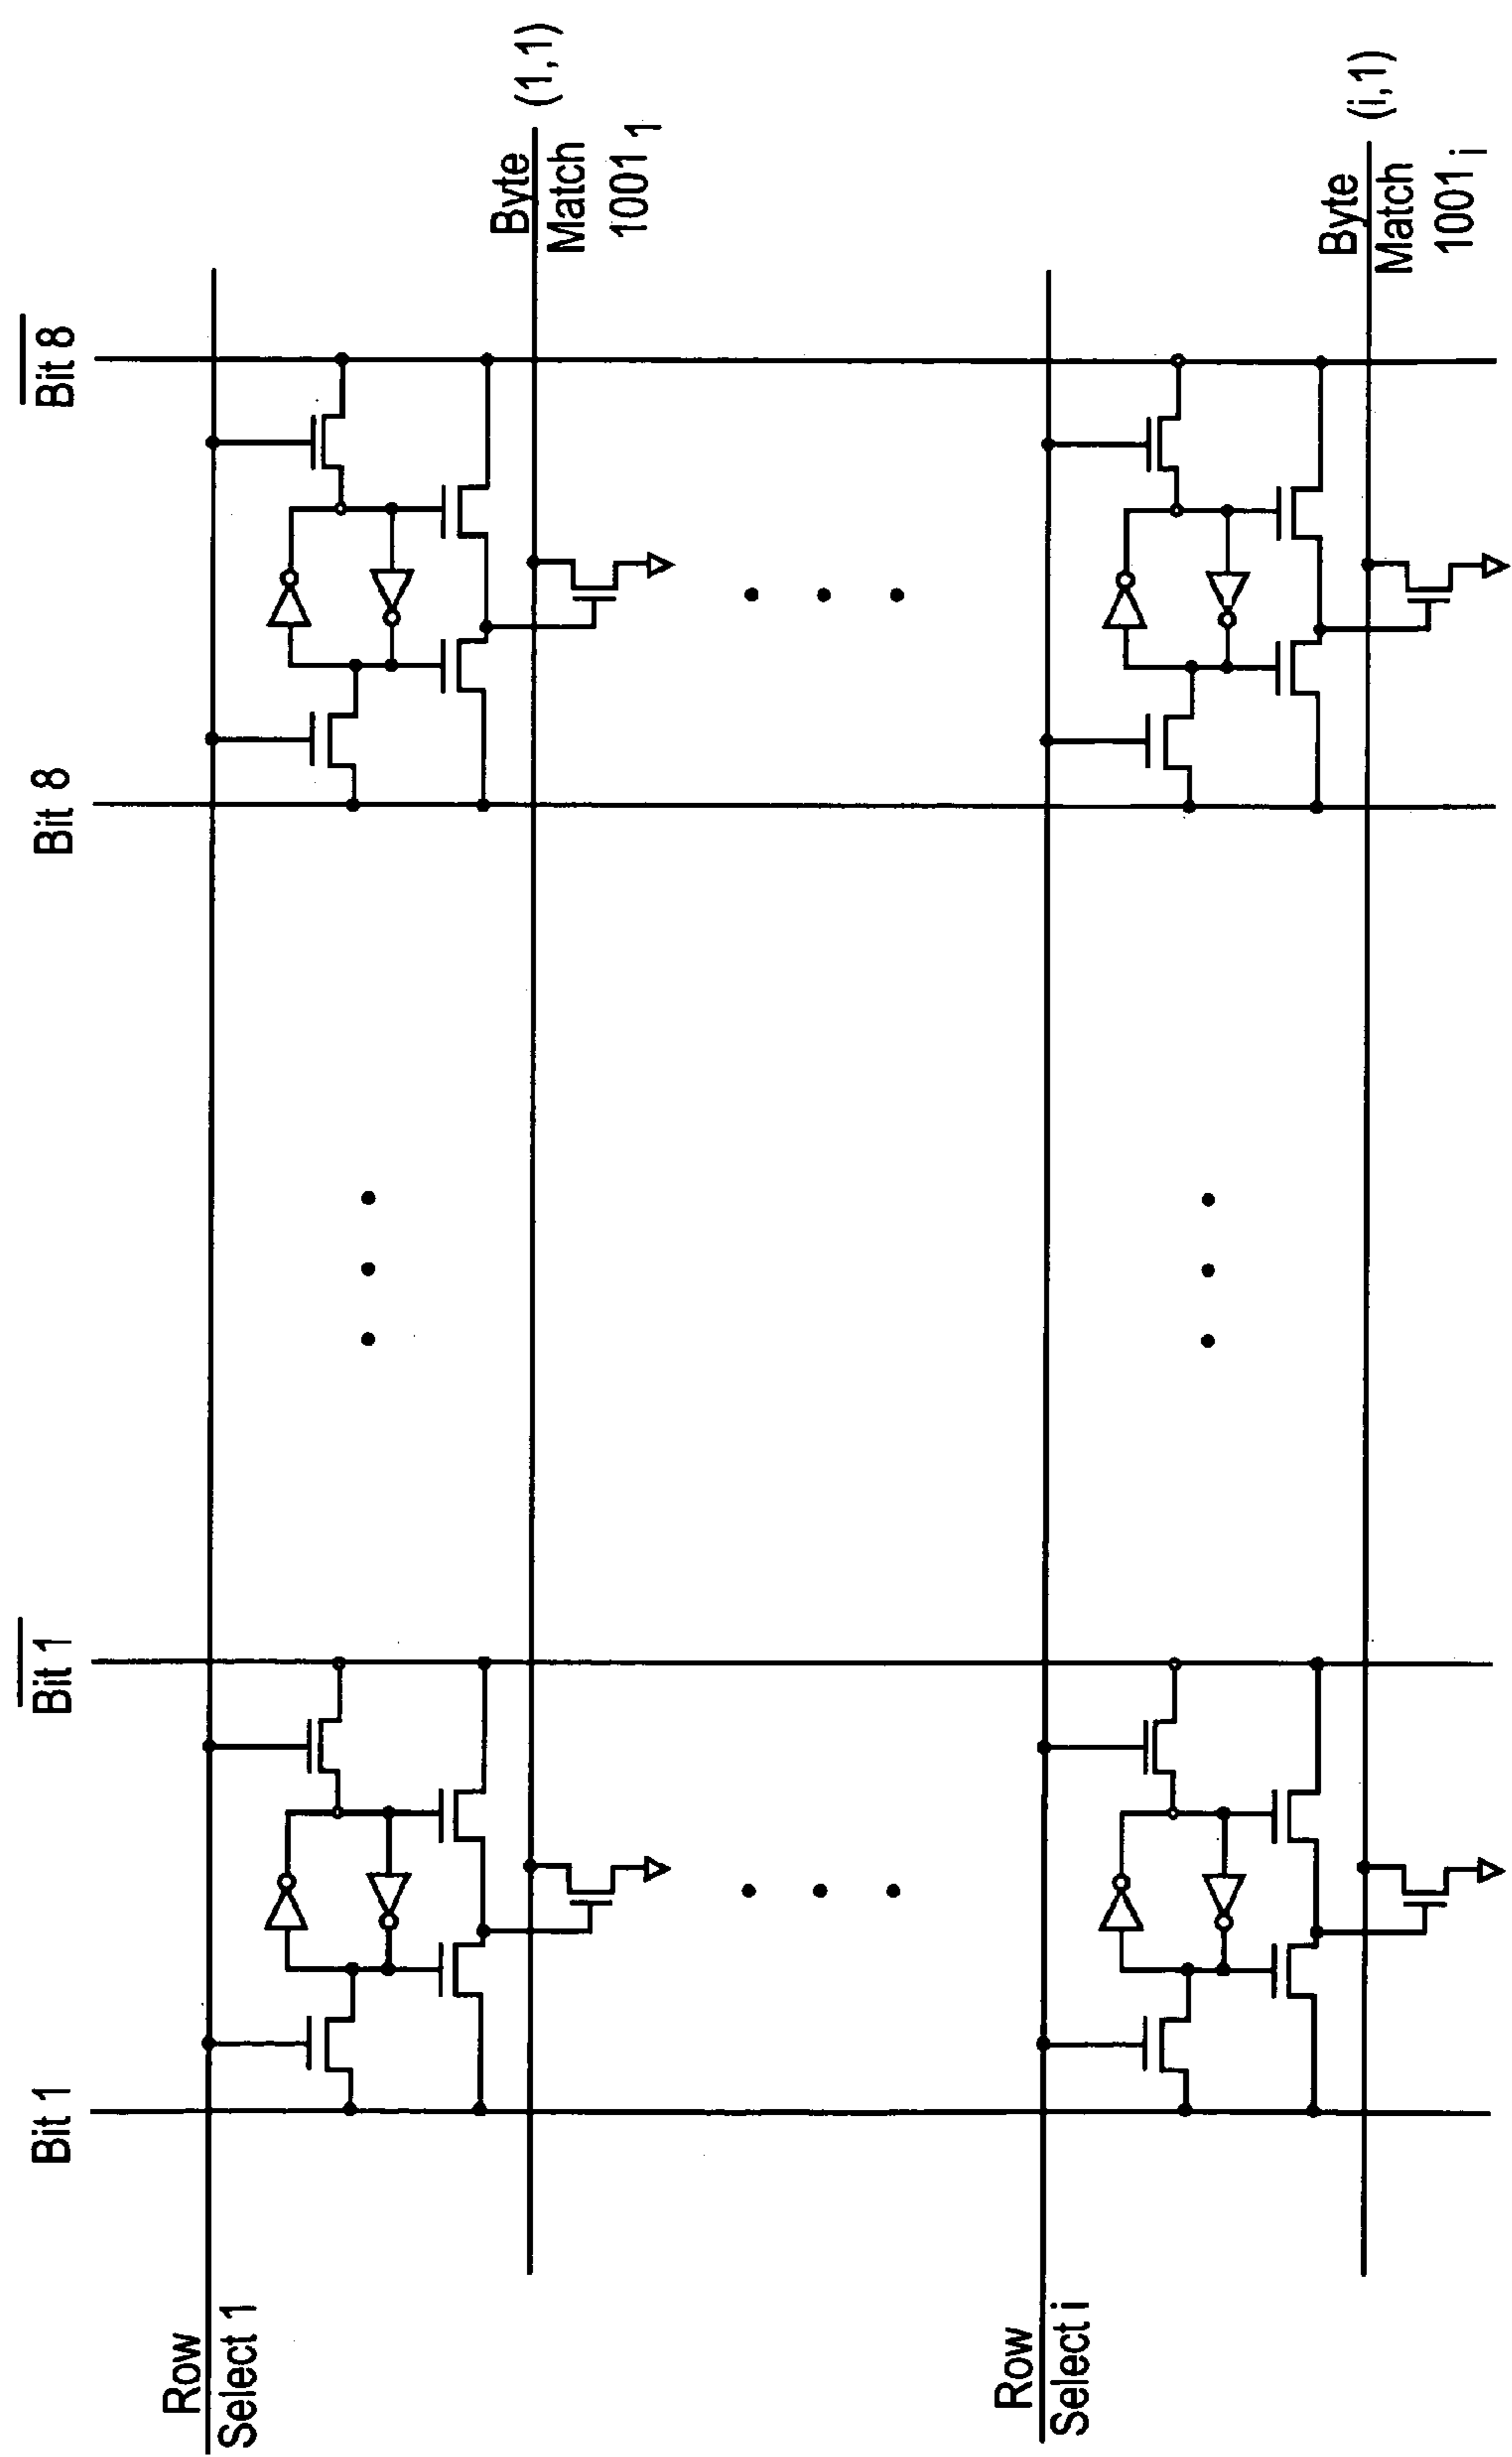 Bit 1
Bit 1
Bit 8
Bit 8
Row
Select 1
Byte
Match
1001 1
(1,1)
Row
Select i
Byte
Match
1001 i
(i,1)